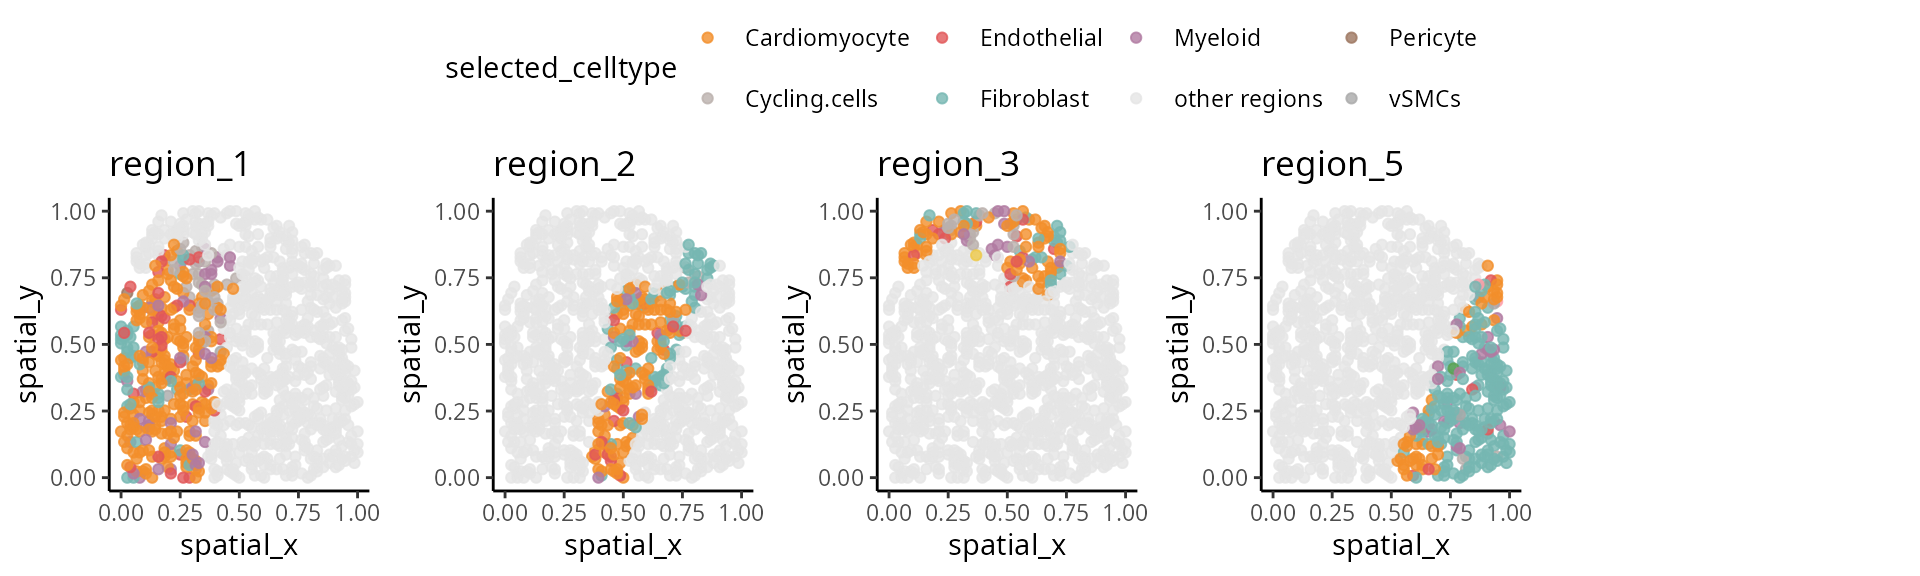 selected_celltype
Cardiomyocyte Endothelial Myeloid Pericyte
Cycling.cells Fibroblast other regions vSMCs
region_1 region_2 region_3 region_5
1.00 1.00 1.00 1.00
0.75 0.75 0.75 0.75
0.50 0.50 0.50 0.50
0.25 0.25 0.25 0.25
0.00 0.00 0.00 0.00
spatial_y spatial_y spatial_y spatial_y
0.00 0.25 0.50 0.75 1.00 0.00 0.25 0.50 0.75 1.00 0.00 0.25 0.50 0.75 1.00 0.00 0.25 0.50 0.75 1.00
spatial_x spatial_x spatial_x spatial_x